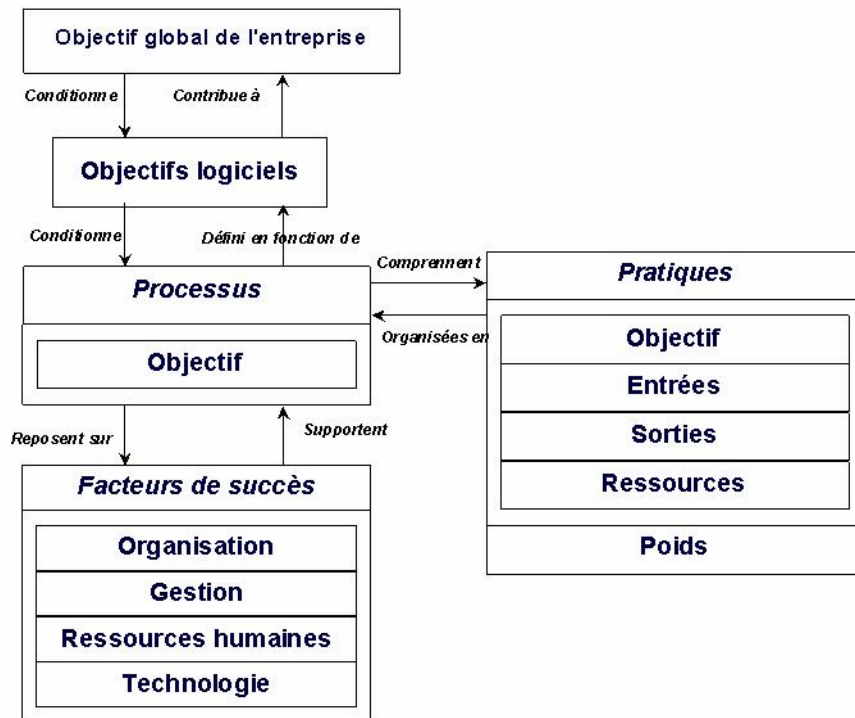 Objectif global de l'entreprise
Conditionne
Contribue à
Objectifs logiciels
Conditionne
Défini en fonction de
Processus
Objectif
Comprennent
Organisées en
Pratiques
Objectif
Entrées
Sorties
Ressources
Poids
Reposent sur
Supportent
Facteurs de succès
Organisation
Gestion
Ressources humaines
Technologie